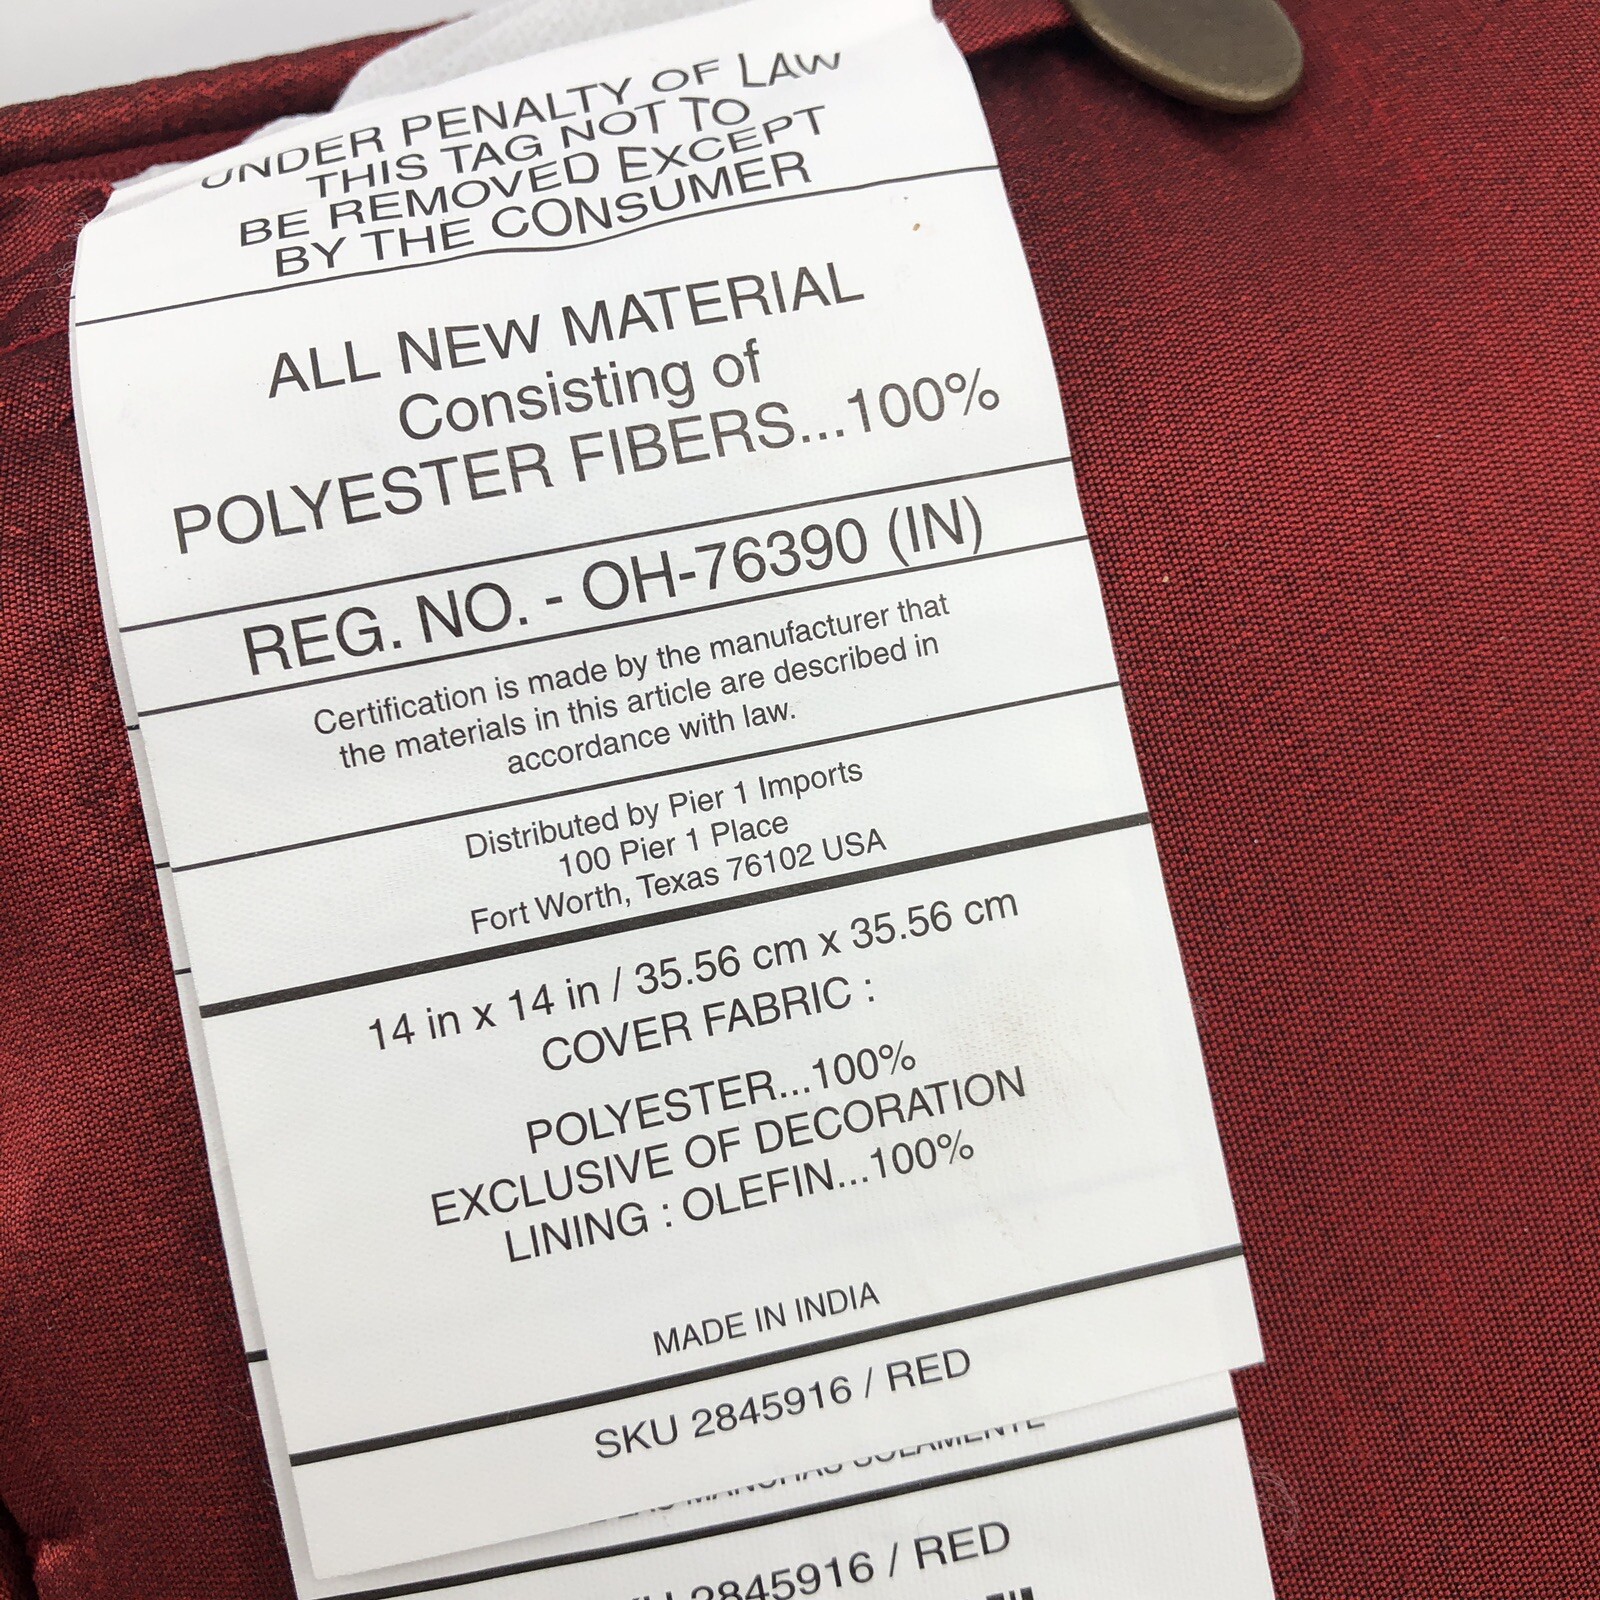 UNDER PENALTY OF LAW
THIS TAG NOT TO
BE REMOVED EXCEPT
BY THE CONSUMER
ALL NEW MATERIAL
Consisting of
POLYESTER FIBERS...100%
REG. NO. - OH-76390 (IN)
Certification is made by the manufacturer that
the materials in this article are described in
accordance with law.
Distributed by Pier 1 Imports
100 Pier 1 Place
Fort Worth, Texas 76102 USA
14 in x 14 in / 35.56 cm x 35.56 cm
COVER FABRIC :
POLYESTER...100%
EXCLUSIVE OF DECORATION
LINING : OLEFIN...100%
MADE IN INDIA
SKU 2845916 / RED
MANCHAS SOLAMENTE
2845916 / RED